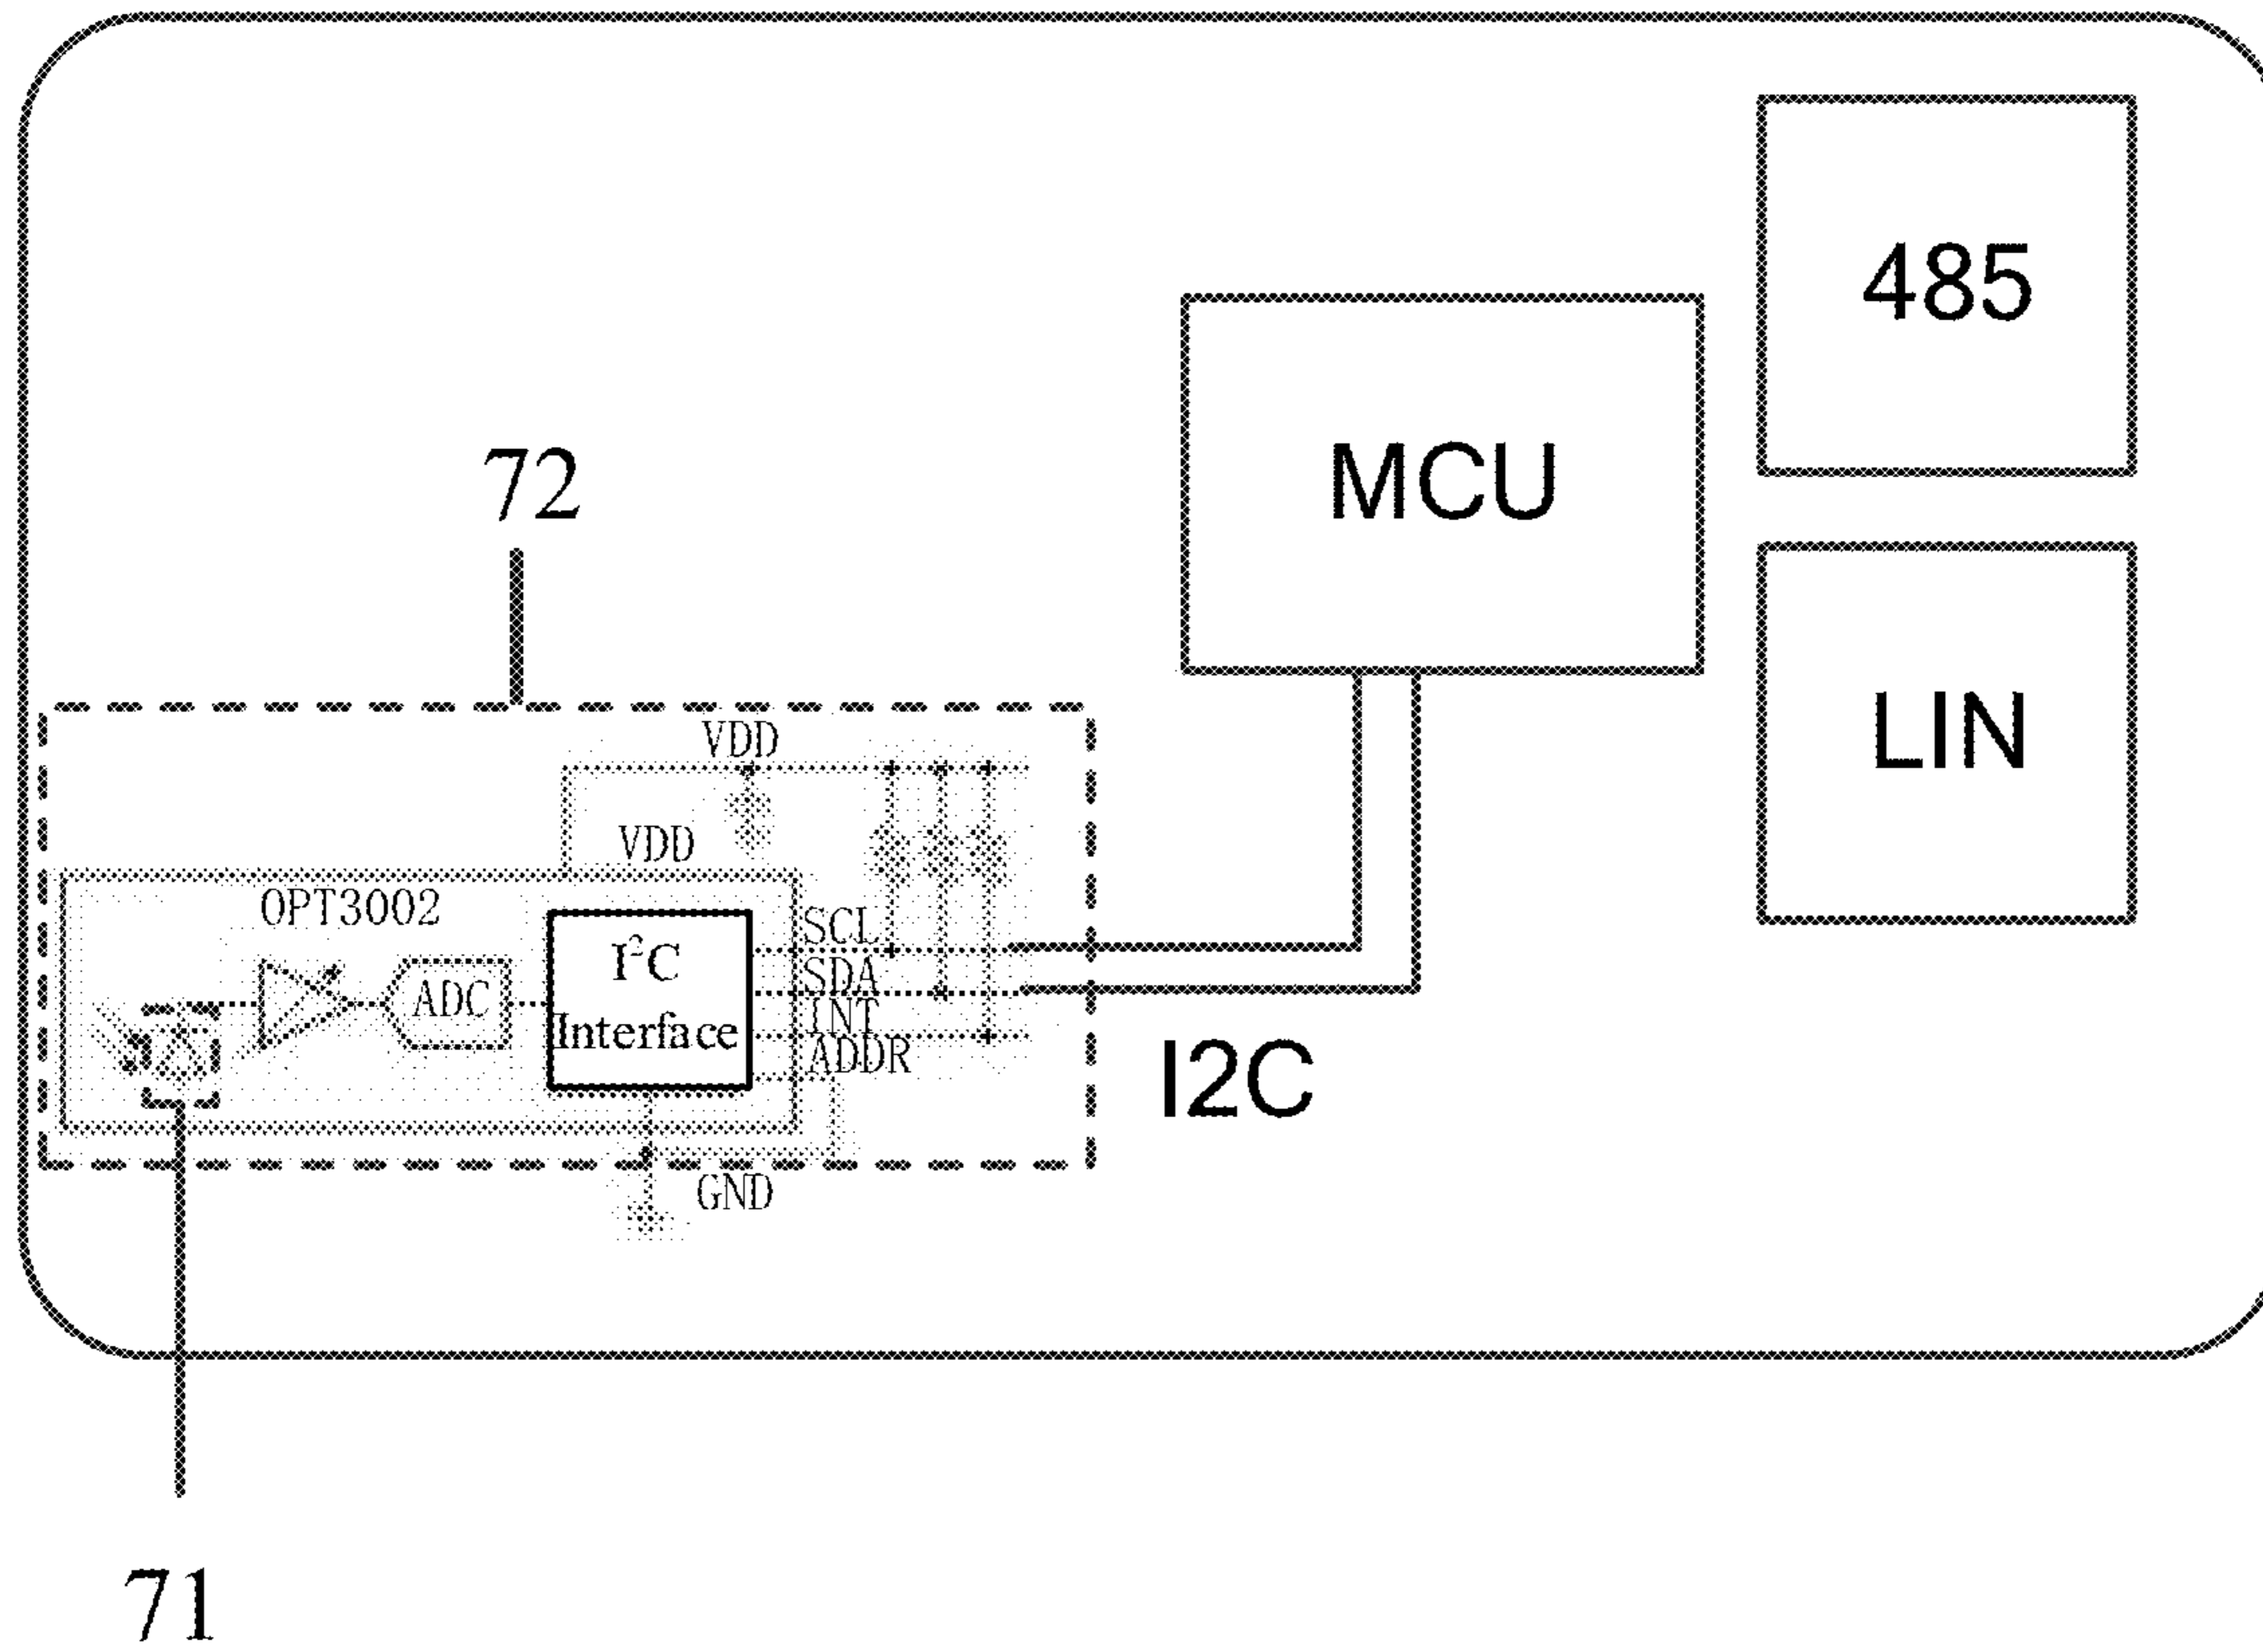 485
MCU
72
LIN
VDD
VDD
OPT3002
SCL
I²C
SDA
ADC
INT
Interface
ADDR
I2C
GND
71